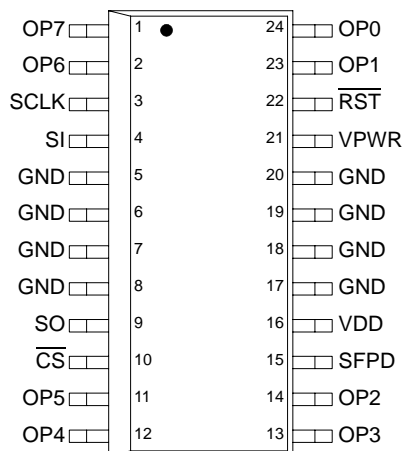 OP7 1 24 OP0
OP6 2 23 OP1
SCLK 3 22 R̅S̅T̅
SI 4 21 VPWR
GND 5 20 GND
GND 6 19 GND
GND 7 18 GND
GND 8 17 GND
SO 9 16 VDD
C̅S̅ 10 15 SFPD
OP5 11 14 OP2
OP4 12 13 OP3